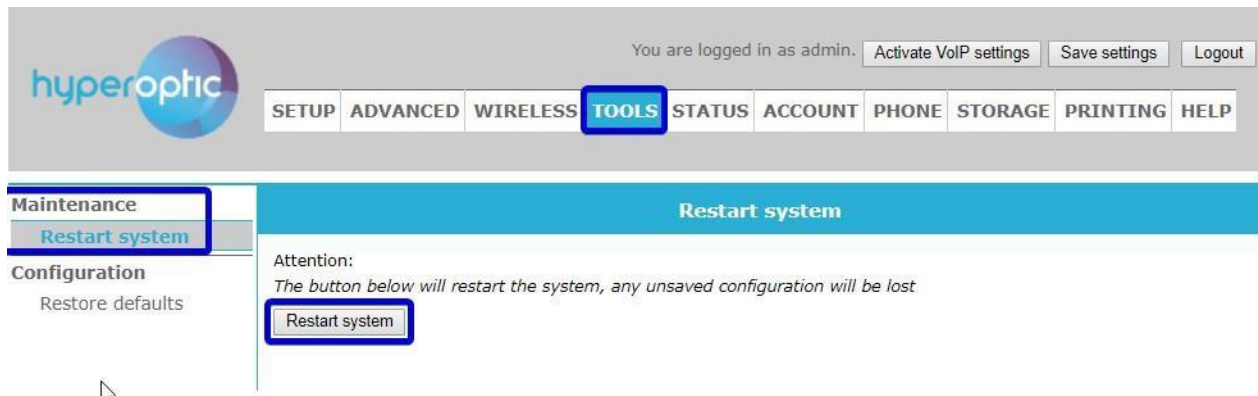 hyperoptic
You are logged in as admin. Activate VoIP settings Save settings Logout
SETUP ADVANCED WIRELESS TOOLS STATUS ACCOUNT PHONE STORAGE PRINTING HELP
Maintenance
Restart system
Configuration
Restore defaults
Restart system
Attention:
The button below will restart the system, any unsaved configuration will be lost
Restart system